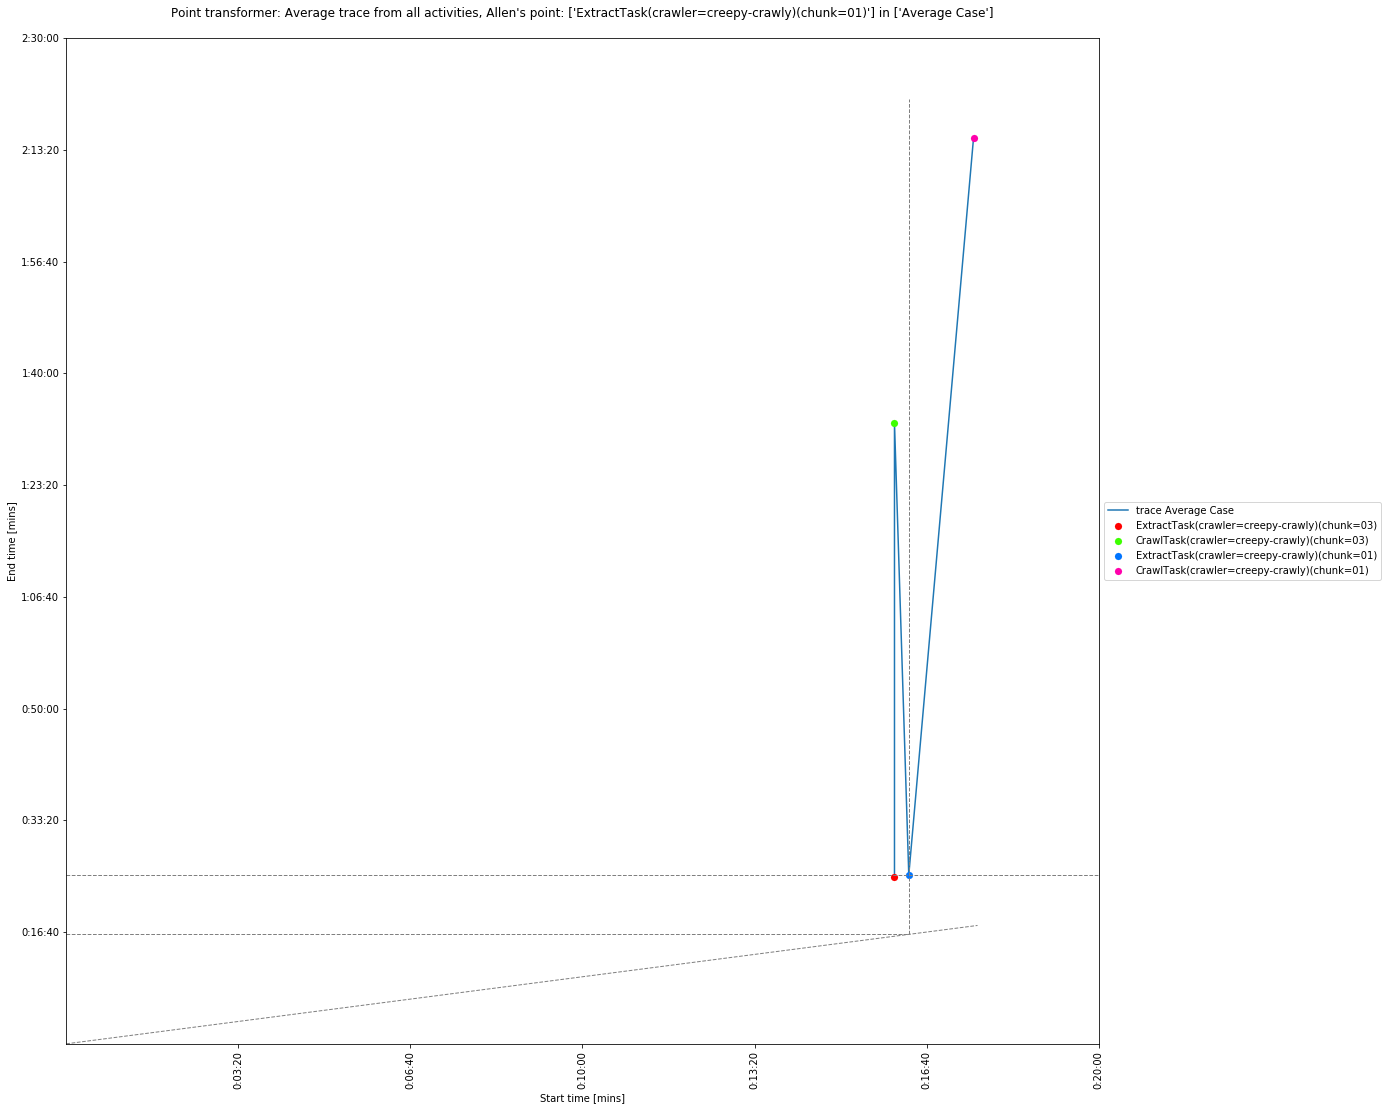 Point transformer: Average trace from all activities, Allen's point: ['ExtractTask(crawler=creepy-crawly)(chunk=01)'] in ['Average Case']
2:30:00
2:13:20
1:56:40
1:40:00
1:23:20
1:06:40
0:50:00
0:33:20
0:16:40
End time [mins]
0:03:20
0:06:40
0:10:00
0:13:20
0:16:40
0:20:00
Start time [mins]
trace Average Case
ExtractTask(crawler=creepy-crawly)(chunk=03)
CrawlTask(crawler=creepy-crawly)(chunk=03)
ExtractTask(crawler=creepy-crawly)(chunk=01)
CrawlTask(crawler=creepy-crawly)(chunk=01)